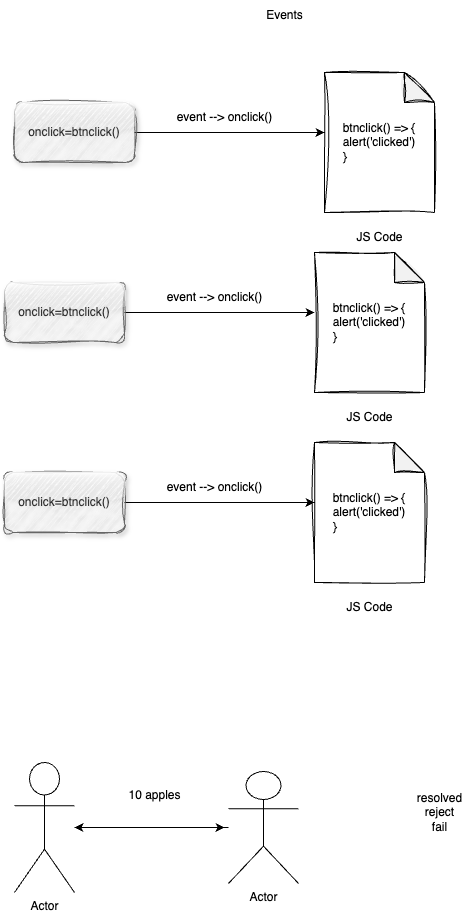 Events
event --> onclick()
onclick=btnclick()
btnclick() => {
alert('clicked')
}
JS Code
event --> onclick()
onclick=btnclick()
btnclick() => {
alert('clicked')
}
JS Code
event --> onclick()
onclick=btnclick()
btnclick() => {
alert('clicked')
}
JS Code
10 apples
resolved
reject
fail
Actor
Actor